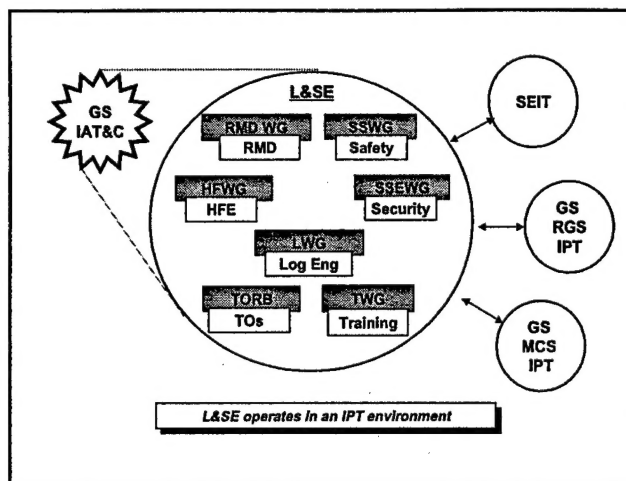 L&SE
GS
IAT&C
SEIT
RMD WG
RMD
SSWG
Safety
HFWG
HFE
SSEWG
Security
GS
RGS
IPT
LWG
Log Eng
TORB
TOs
TWG
Training
GS
MCS
IPT
L&SE operates in an IPT environment